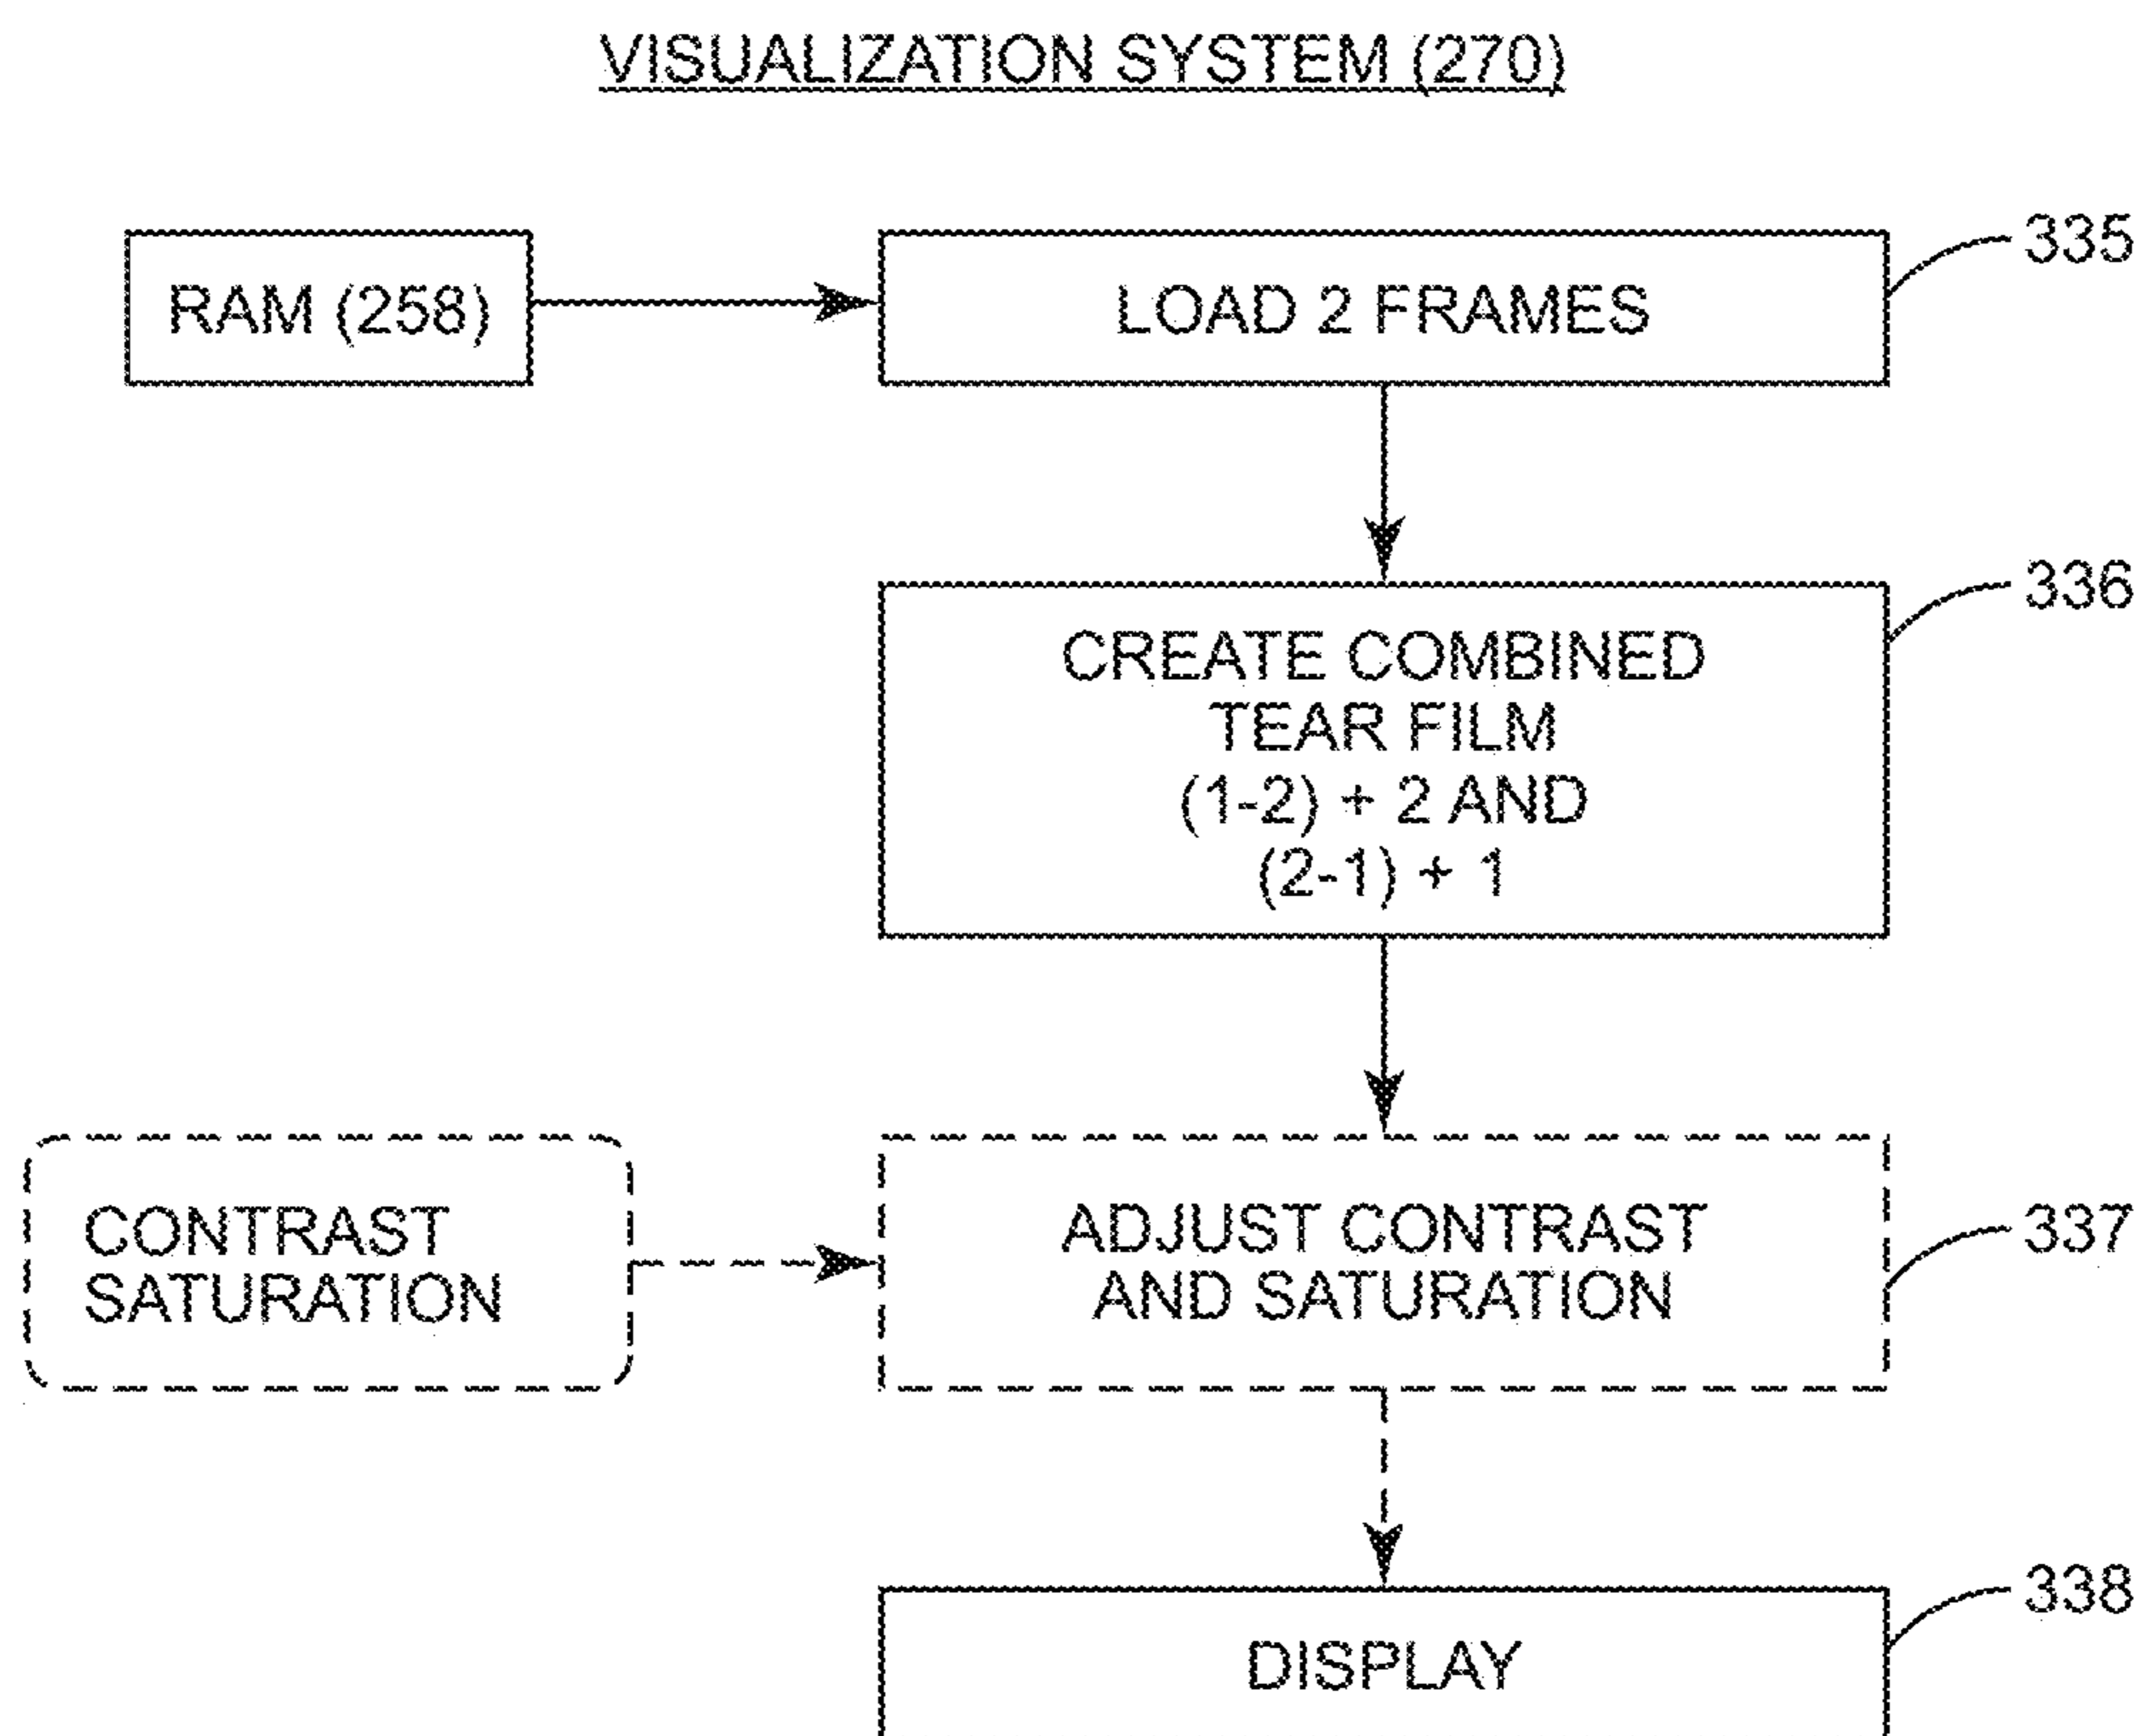 VISUALIZATION SYSTEM (270)
RAM (258)
LOAD 2 FRAMES
335
CREATE COMBINED
TEAR FILM
(1-2) + 2 AND
(2-1) + 1
336
CONTRAST
SATURATION
ADJUST CONTRAST
AND SATURATION
337
DISPLAY
338